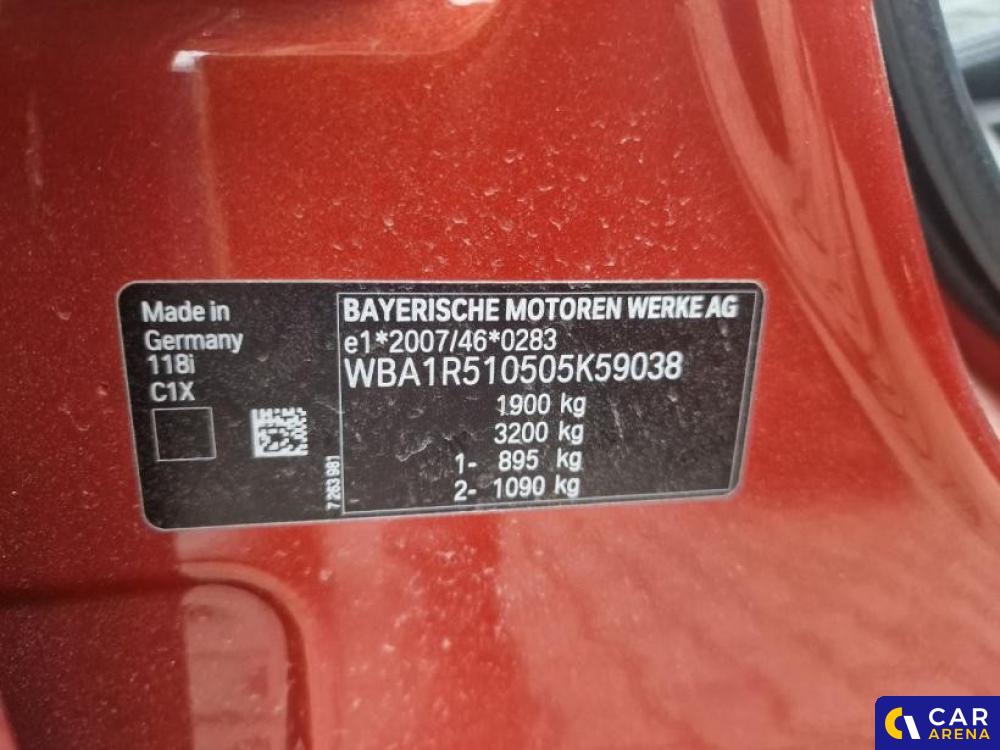 Made in
Germany
118i
C1X
7 263 981
BAYERISCHE MOTOREN WERKE AG
e1*2007/46*0283
WBA1R510505K59038
1900 kg
3200 kg
1- 895 kg
2- 1090 kg
CAR
ARENA